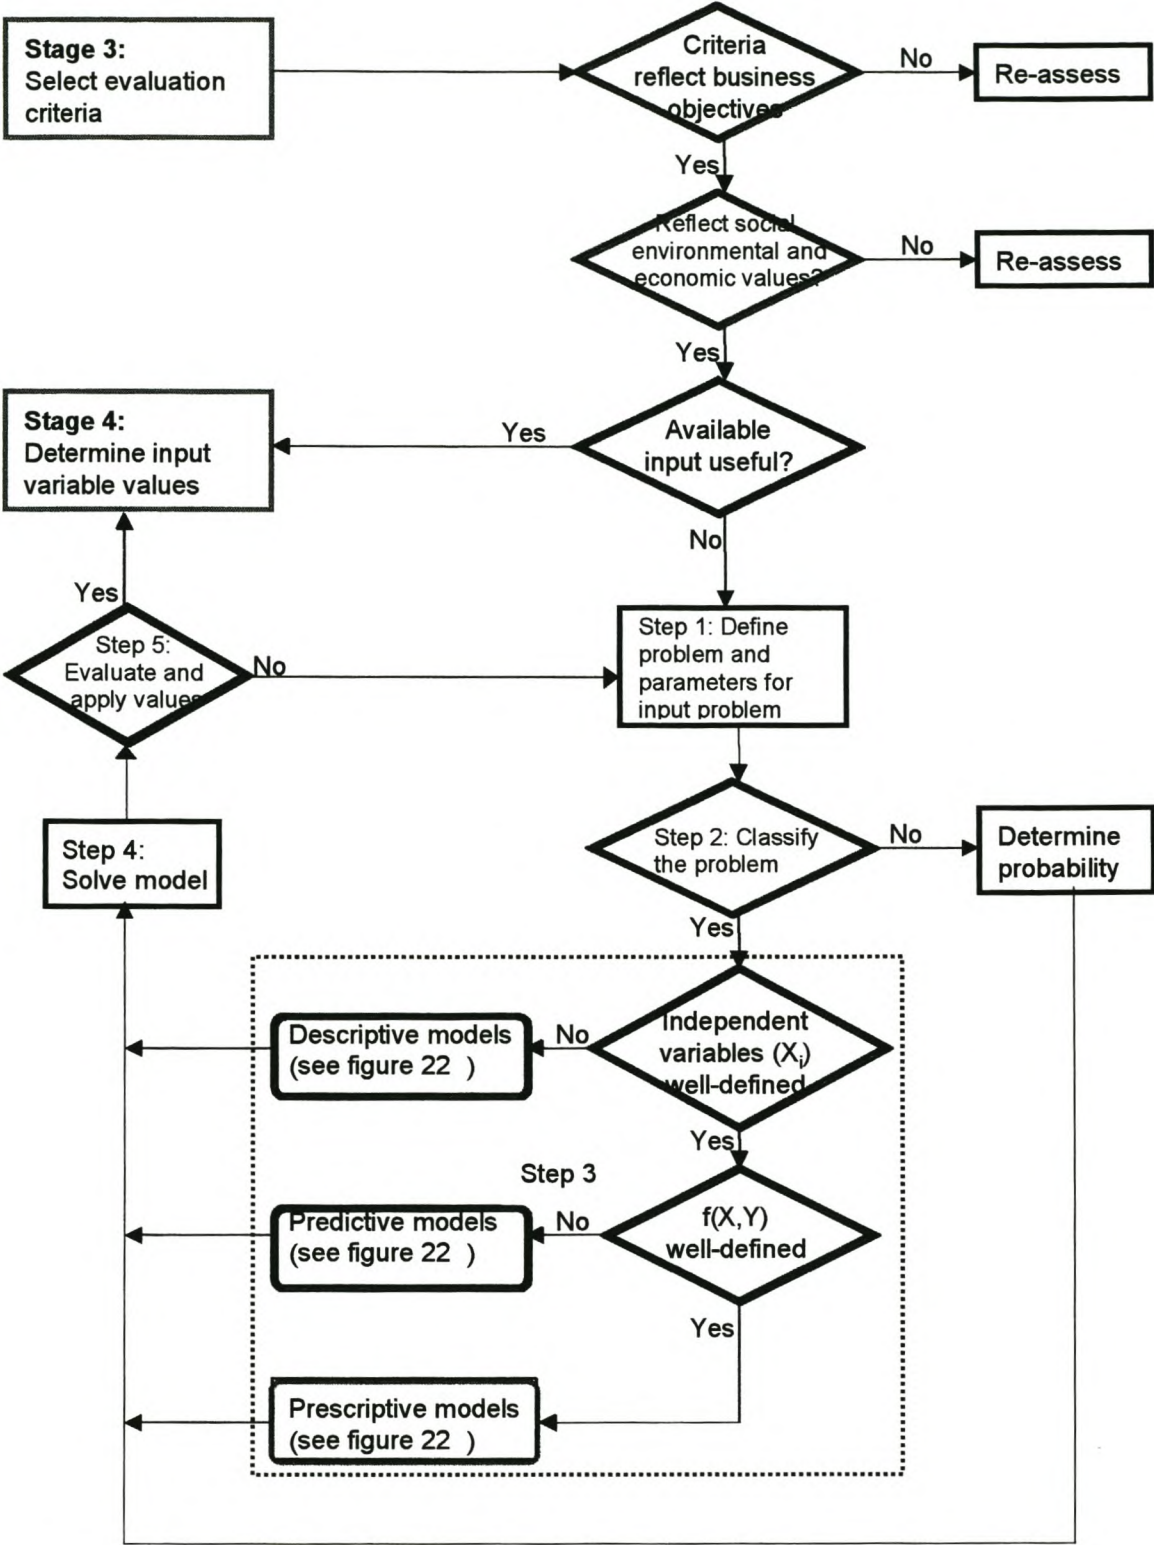 Stage 3:
Select evaluation
criteria
Criteria
reflect business
objectives
No
Re-assess
Yes
Reflect social
environmental and
economic values?
No
Re-assess
Yes
Stage 4:
Determine input
variable values
Yes
Available
input useful?
No
Yes
Step 5:
Evaluate and
apply values
No
Step 1: Define
problem and
parameters for
input problem
Step 4:
Solve model
Step 2: Classify
the problem
No
Determine
probability
Yes
Descriptive models
(see figure 22 )
No
Independent
variables (Xi)
well-defined
Yes
Step 3
Predictive models
(see figure 22 )
No
f(X,Y)
well-defined
Yes
Prescriptive models
(see figure 22 )